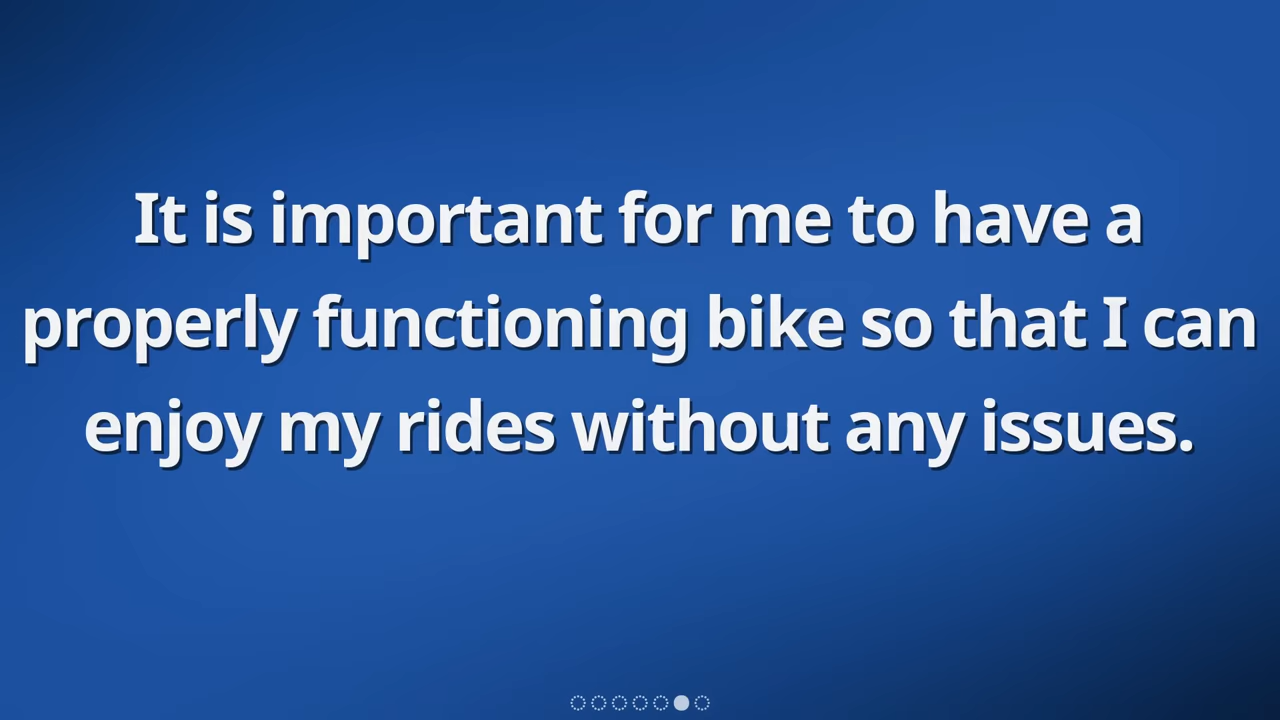 It is important for me to have a
properly functioning bike so that I can
enjoy my rides without any issues.